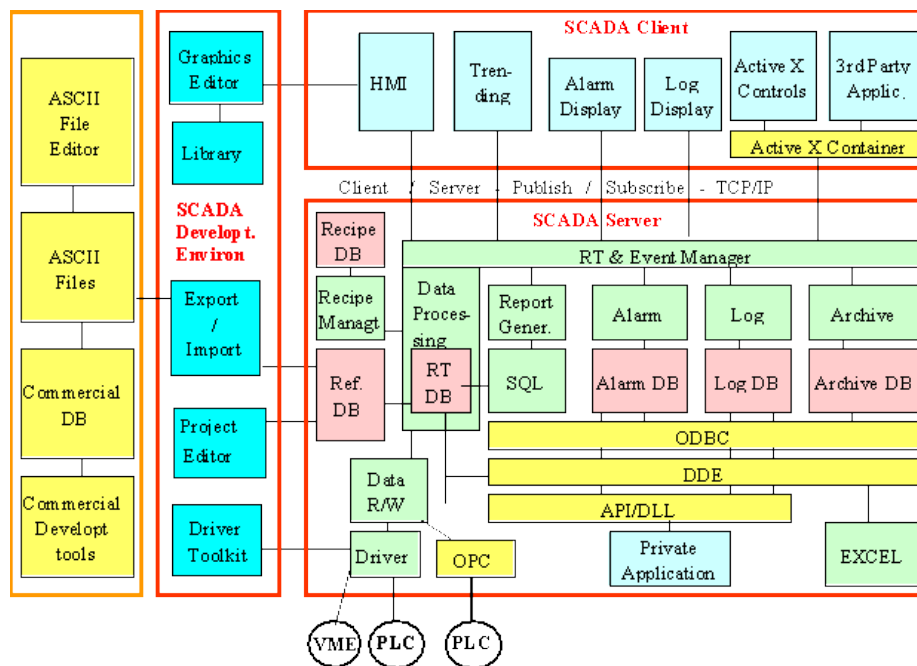 SCADA Client
ASCII
File
Editor
ASCII
Files
Commercial
DB
Commercial
Developt
tools
Graphics
Editor
Library
SCADA
Developt.
Environ
Export
/
Import
Project
Editor
Driver
Toolkit
HMI
Tren-
ding
Alarm
Display
Log
Display
Active X
Controls
3rd Party
Applic.
Active X Container
Client / Server - Publish / Subscribe - TCP/IP
SCADA Server
Recipe
DB
Recipe
Managt
Ref.
DB
RT & Event Manager
Data
Proces-
sing
RT
DB
Report
Gener.
SQL
Alarm
Alarm DB
Log
Log DB
Archive
Archive DB
ODBC
DDE
API/DLL
Data
R/W
Driver
OPC
Private
Application
EXCEL
VME
PLC
PLC